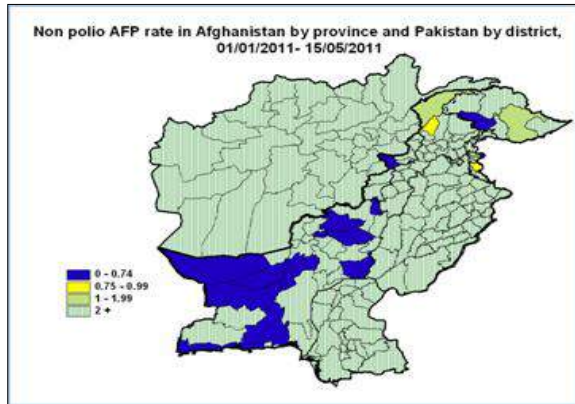 Non polio AFP rate in Afghanistan by province and Pakistan by district,
01/01/2011- 15/05/2011
0 - 0.74
0.75 - 0.99
1 - 1.99
2 +